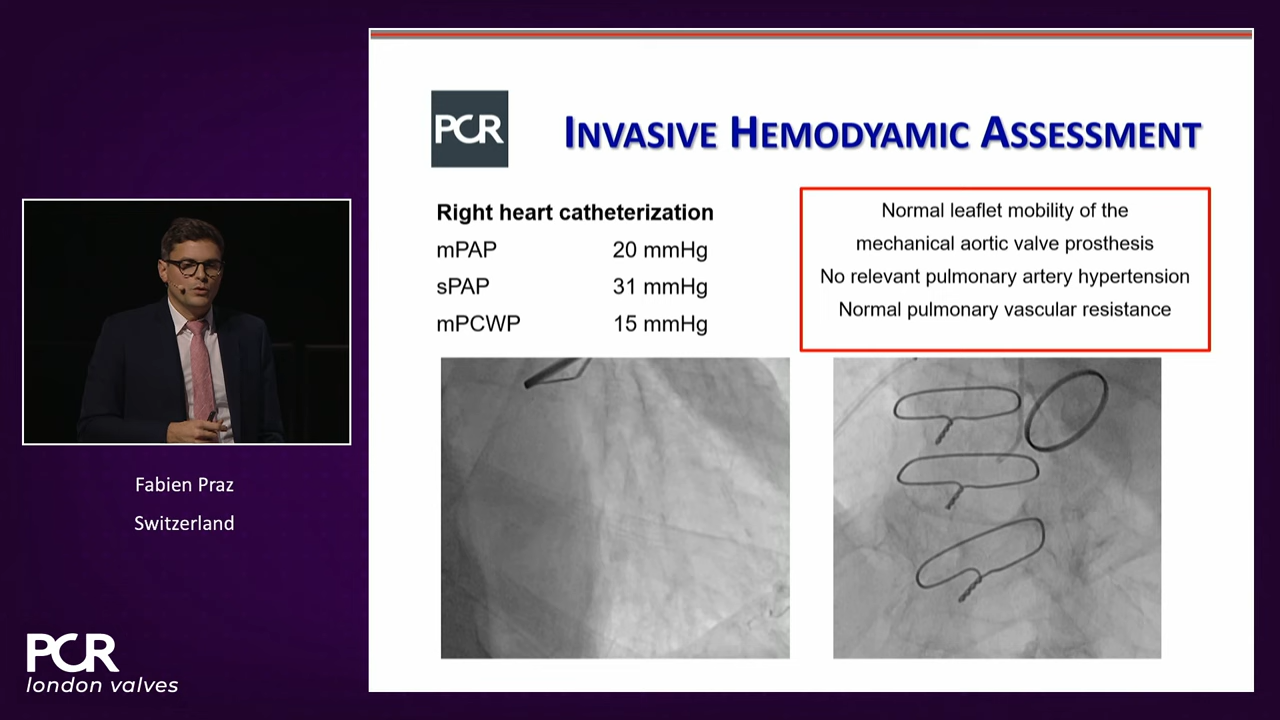 PCR
INVASIVE HEMODYAMIC ASSESSMENT
Right heart catheterization
mPAP 20 mmHg
sPAP 31 mmHg
mPCWP 15 mmHg
Normal leaflet mobility of the
mechanical aortic valve prosthesis
No relevant pulmonary artery hypertension
Normal pulmonary vascular resistance
Fabien Praz
Switzerland
PCR
london valves